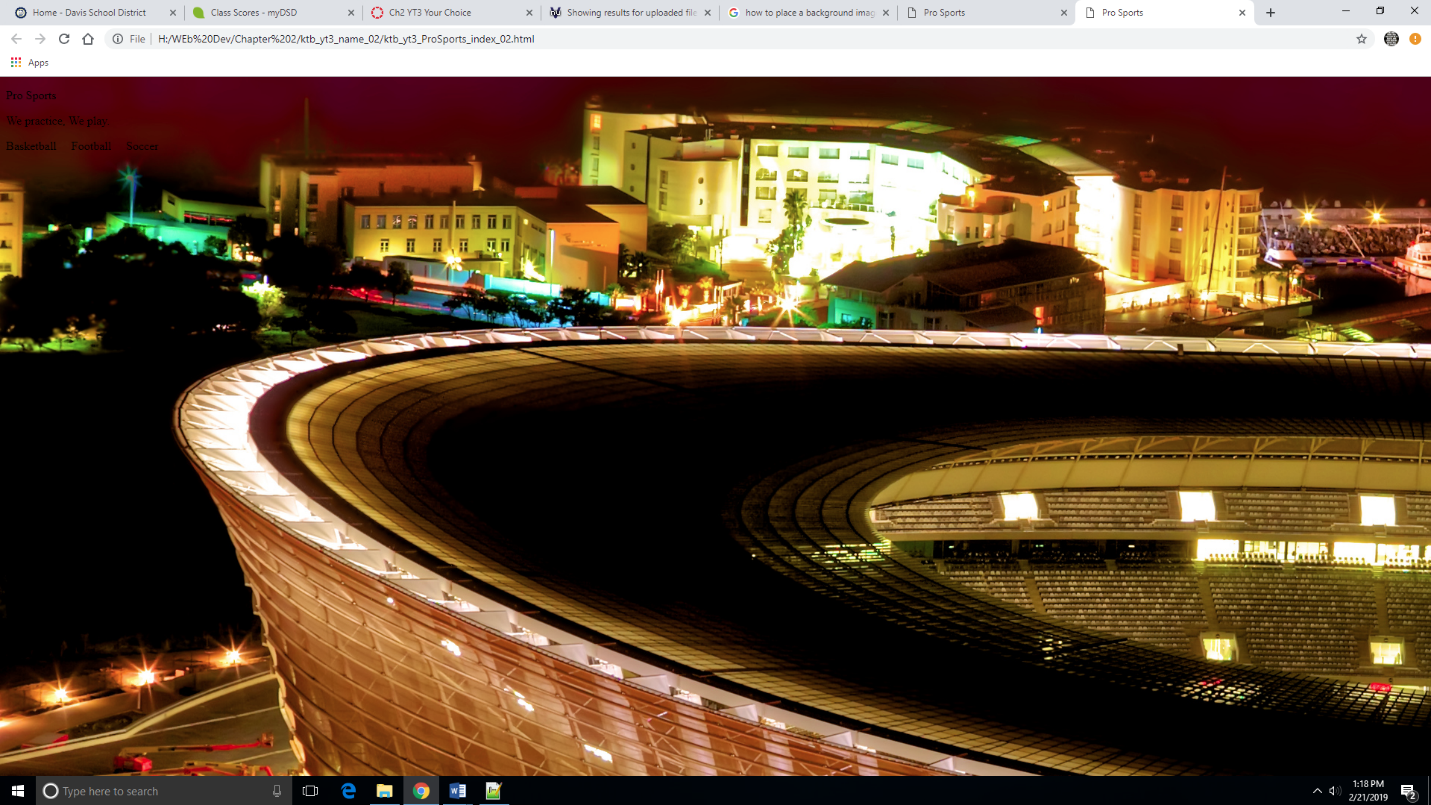 Home - Davis School District
Class Scores - myDSD
Ch2 YT3 Your Choice
Showing results for uploaded file
how to place a background imag
Pro Sports
Pro Sports
File
H:/WEb%20Dev/Chapter%202/ktb_yt3_name_02/ktb_yt3_ProSports_index_02.html
Apps
Pro Sports
We practice, We play.
Basketball Football Soccer
Type here to search
1:18 PM
2/21/2019
2